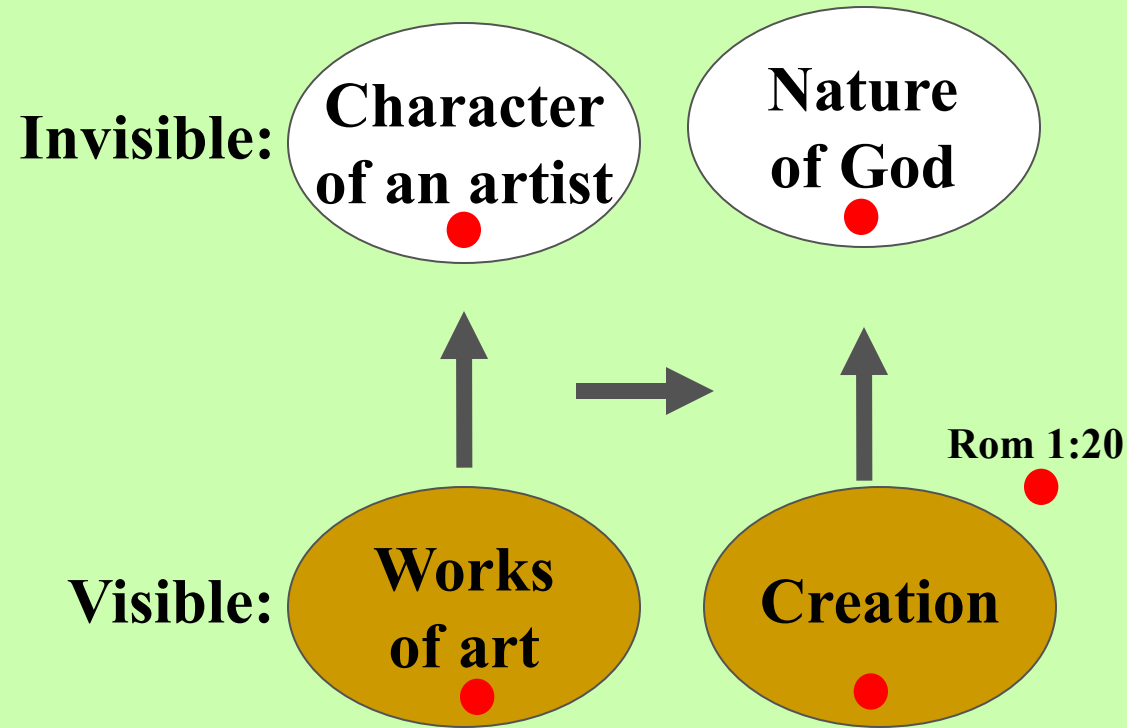 Invisible:
Character
of an artist
Nature
of God
Rom 1:20
Visible:
Works
of art
Creation